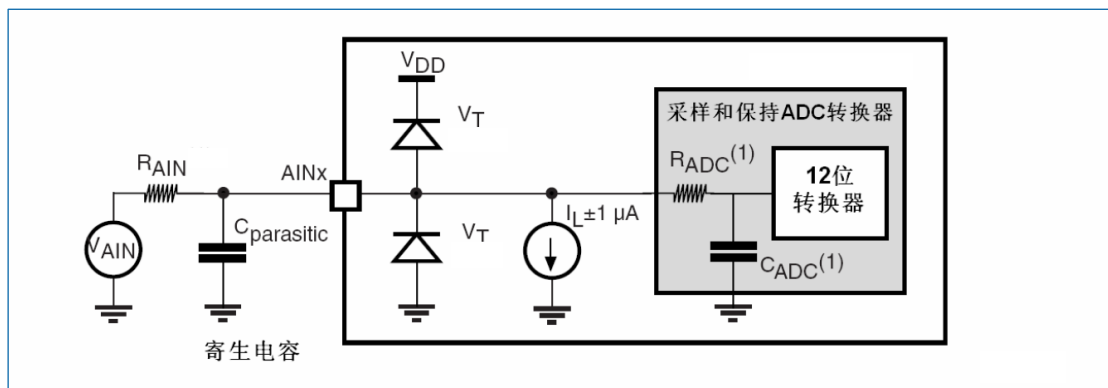 VDD
VT
采样和保持ADC转换器
RAIN
AINx
RADC(1)
12位
转换器
VAIN
Cparasitic
VT
IL±1 µA
CADC(1)
寄生电容